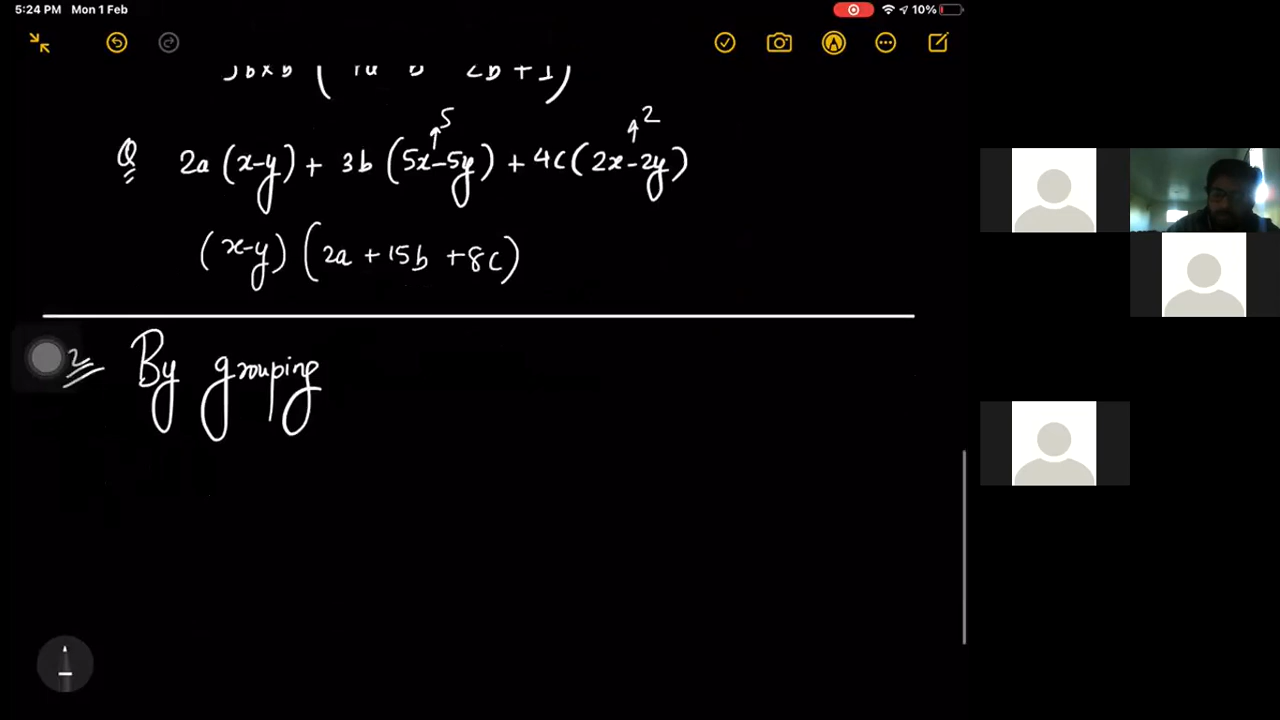 5:24 PM Mon 1 Feb 10%
5 2
Q 2a (x-y) + 3b (5x-5y) + 4c (2x-2y)
(x-y) (2a + 15b + 8c)
2 By grouping